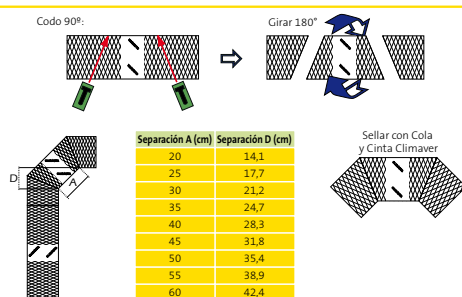 Codo 90º:
Girar 180°
D
A
Separación A (cm) Separación D (cm)
20 14,1
25 17,7
30 21,2
35 24,7
40 28,3
45 31,8
50 35,4
55 38,9
60 42,4
Sellar con Cola
y Cinta Climaver